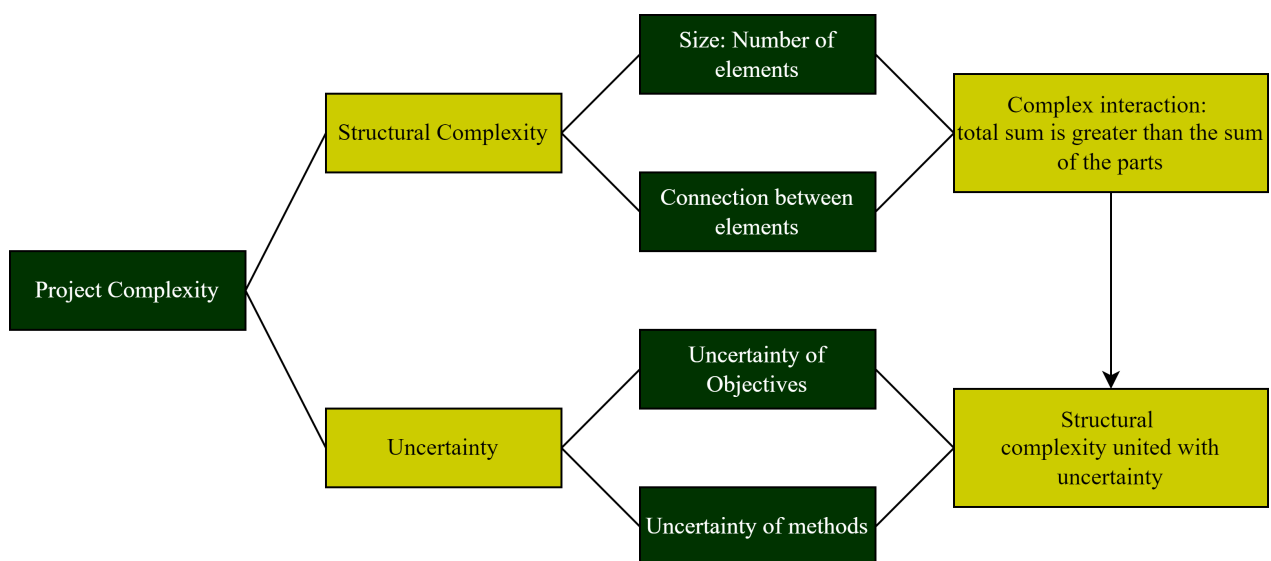 Size: Number of
elements
Complex interaction:
total sum is greater than the sum
of the parts
Structural Complexity
Connection between
elements
Project Complexity
Uncertainty of
Objectives
Structural
complexity united with
uncertainty
Uncertainty
Uncertainty of methods